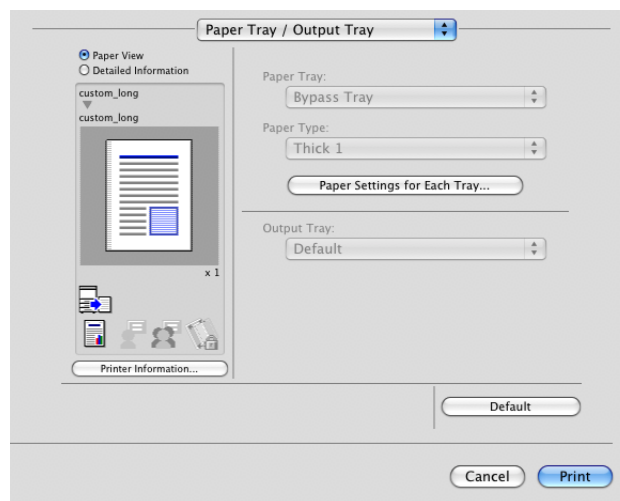 Paper Tray / Output Tray
Paper View
Detailed Information
custom_long
custom_long
x 1
Printer Information...
Paper Tray:
Bypass Tray
Paper Type:
Thick 1
Paper Settings for Each Tray...
Output Tray:
Default
Default
Cancel
Print